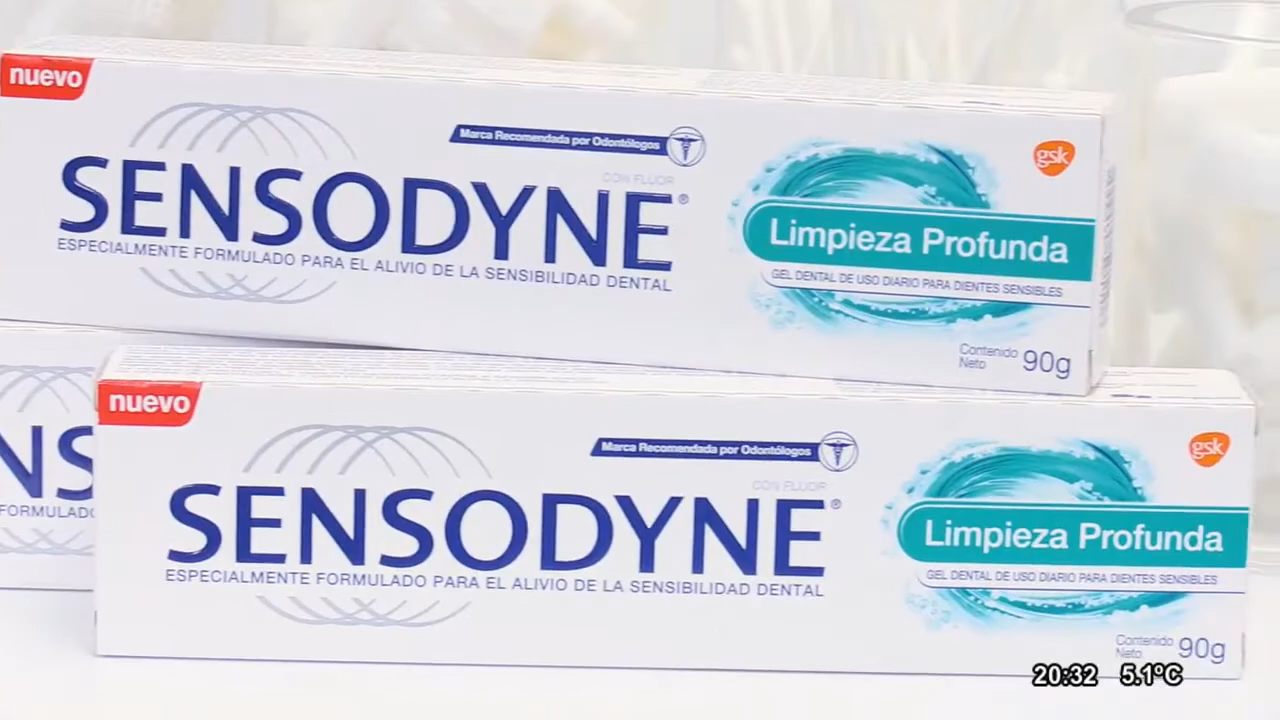 nuevo
Marca Recomendada por Odontólogos
gsk
CON FLUOR
SENSODYNE®
ESPECIALMENTE FORMULADO PARA EL ALIVIO DE LA SENSIBILIDAD DENTAL
Limpieza Profunda
GEL DENTAL DE USO DIARIO PARA DIENTES SENSIBLES
Contenido
Neto 90g
NS
FORMULADO
nuevo
Marca Recomendada por Odontólogos
gsk
CON FLUOR
SENSODYNE®
ESPECIALMENTE FORMULADO PARA EL ALIVIO DE LA SENSIBILIDAD DENTAL
Limpieza Profunda
GEL DENTAL DE USO DIARIO PARA DIENTES SENSIBLES
Contenido
Neto 90g
20:32 5.1ºC